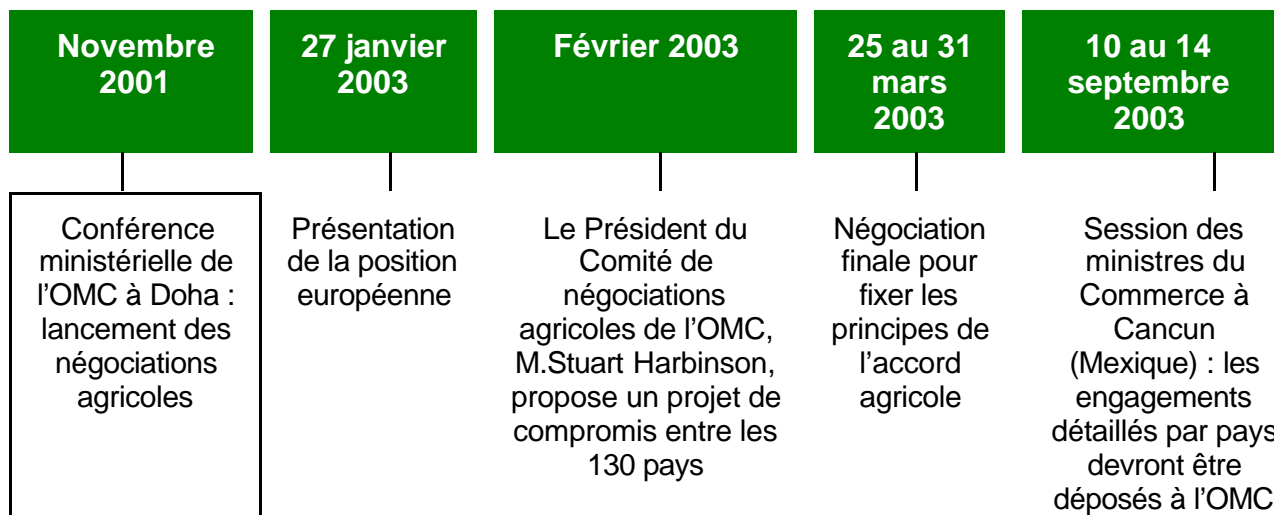 Novembre
2001
Conférence
ministérielle de
l’OMC à Doha :
lancement des
négociations
agricoles
27 janvier
2003
Présentation
de la position
européenne
Février 2003
Le Président du
Comité de
négociations
agricoles de l’OMC,
M.Stuart Harbinson,
propose un projet de
compromis entre les
130 pays
25 au 31
mars
2003
Négociation
finale pour
fixer les
principes de
l’accord
agricole
10 au 14
septembre
2003
Session des
ministres du
Commerce à
Cancun
(Mexique) : les
engagements
détaillés par pays
devront être
déposés à l’OMC